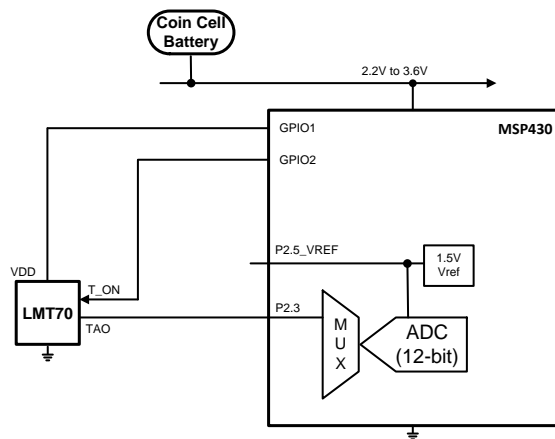 Coin Cell
Battery
2.2V to 3.6V
MSP430
GPIO1
GPIO2
P2.5_VREF
1.5V
Vref
VDD
T_ON
LMT70
TAO
P2.3
M
U
X
ADC
(12-bit)